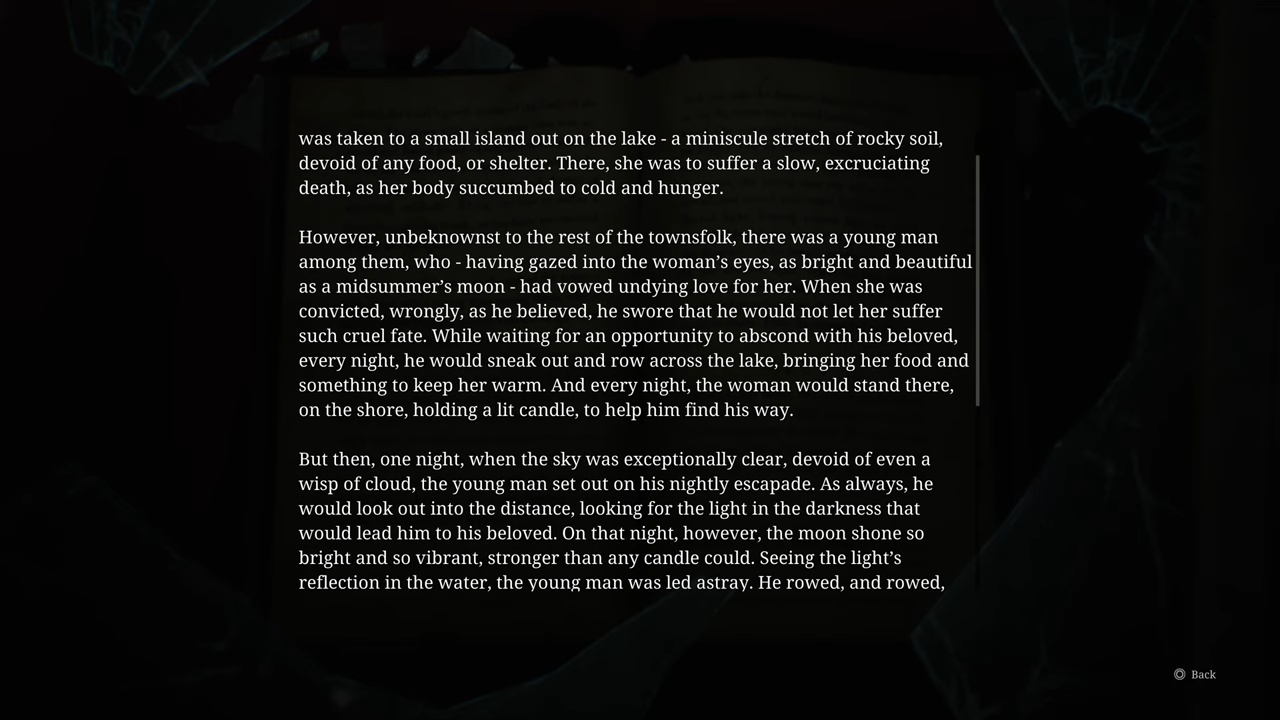 was taken to a small island out on the lake - a miniscule stretch of rocky soil,
devoid of any food, or shelter. There, she was to suffer a slow, excruciating
death, as her body succumbed to cold and hunger.
However, unbeknownst to the rest of the townsfolk, there was a young man
among them, who - having gazed into the woman’s eyes, as bright and beautiful
as a midsummer’s moon - had vowed undying love for her. When she was
convicted, wrongly, as he believed, he swore that he would not let her suffer
such cruel fate. While waiting for an opportunity to abscond with his beloved,
every night, he would sneak out and row across the lake, bringing her food and
something to keep her warm. And every night, the woman would stand there,
on the shore, holding a lit candle, to help him find his way.
But then, one night, when the sky was exceptionally clear, devoid of even a
wisp of cloud, the young man set out on his nightly escapade. As always, he
would look out into the distance, looking for the light in the darkness that
would lead him to his beloved. On that night, however, the moon shone so
bright and so vibrant, stronger than any candle could. Seeing the light’s
reflection in the water, the young man was led astray. He rowed, and rowed,
Back